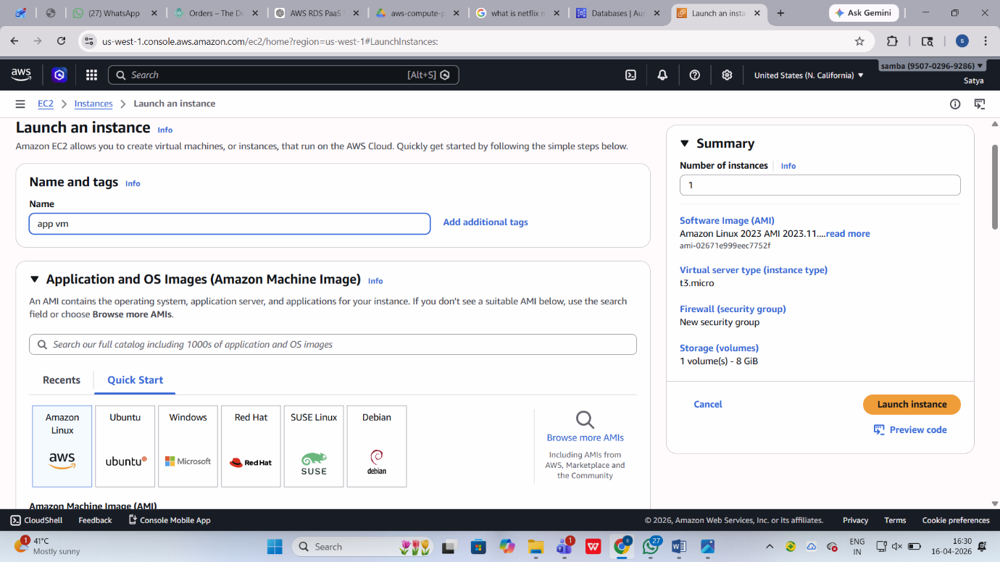 (27) WhatsApp
Orders – The De
AWS RDS PaaS
aws-compute-p
what is netflix m
Databases | Aur
Launch an insta
Ask Gemini
us-west-1.console.aws.amazon.com/ec2/home?region=us-west-1#LaunchInstances:
S
aws
Search
[Alt+S]
United States (N. California)
samba (9507-0296-9286)
Satya
EC2
Instances
Launch an instance
Launch an instance
Info
Amazon EC2 allows you to create virtual machines, or instances, that run on the AWS Cloud. Quickly get started by following the simple steps below.
Name and tags
Info
Name
app vm
Add additional tags
Application and OS Images (Amazon Machine Image)
Info
An AMI contains the operating system, application server, and applications for your instance. If you don't see a suitable AMI below, use the search
field or choose Browse more AMIs.
Search our full catalog including 1000s of application and OS images
Recents
Quick Start
Amazon
Linux
aws
Ubuntu
ubuntu
Windows
Microsoft
Red Hat
Red Hat
SUSE Linux
SUSE
Debian
debian
Browse more AMIs
Including AMIs from
AWS, Marketplace and
the Community
Amazon Machine Image (AMI)
Summary
Number of instances
Info
1
Software Image (AMI)
Amazon Linux 2023 AMI 2023.11....read more
ami-02671e999eec7752f
Virtual server type (instance type)
t3.micro
Firewall (security group)
New security group
Storage (volumes)
1 volume(s) - 8 GiB
Cancel
Launch instance
Preview code
CloudShell
Feedback
Console Mobile App
© 2026, Amazon Web Services, Inc. or its affiliates.
Privacy
Terms
Cookie preferences
1
41°C
Mostly sunny
Search
1
S
27
ENG
IN
16:30
16-04-2026